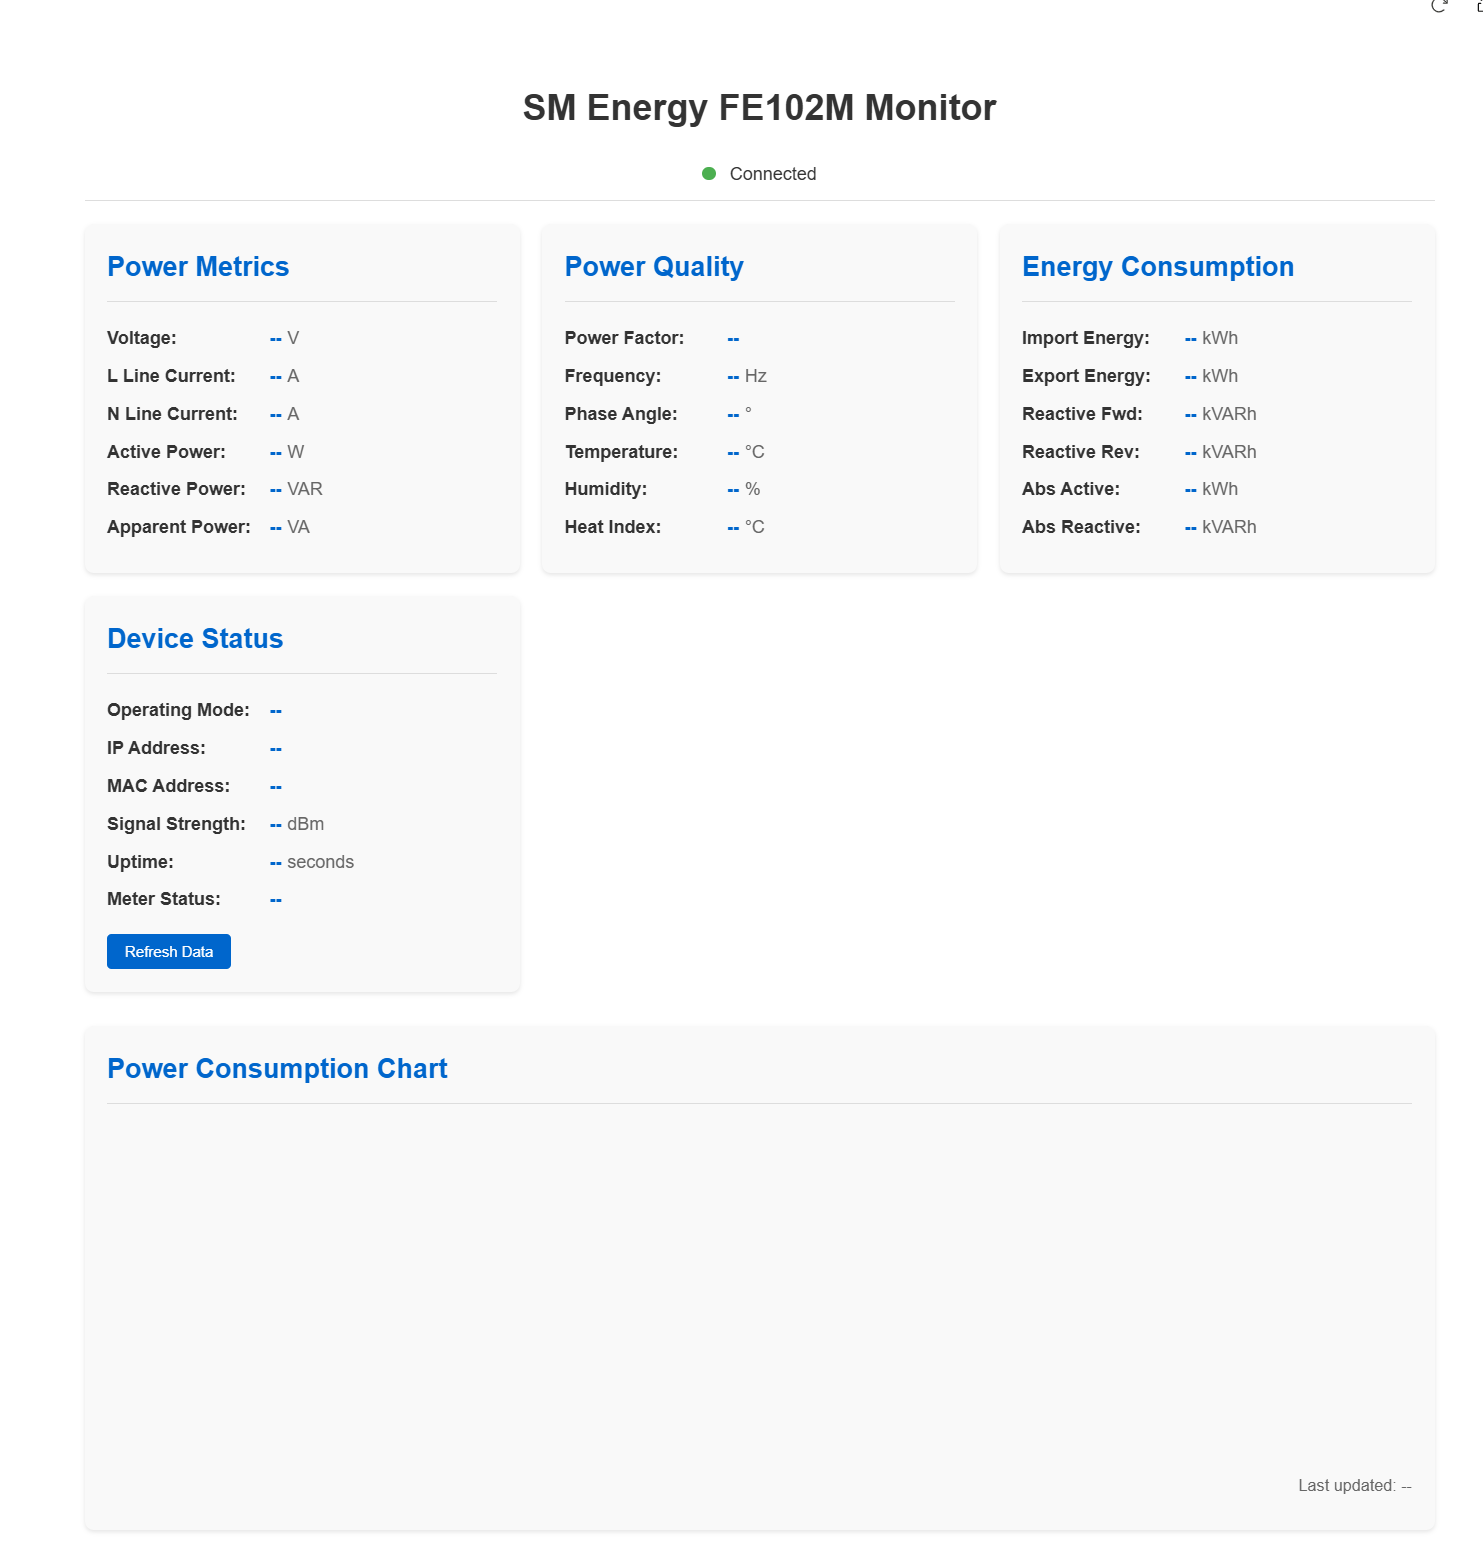 SM Energy FE102M Monitor
Connected
Power Metrics
Voltage: -- V
L Line Current: -- A
N Line Current: -- A
Active Power: -- W
Reactive Power: -- VAR
Apparent Power: -- VA
Power Quality
Power Factor: --
Frequency: -- Hz
Phase Angle: -- °
Temperature: -- °C
Humidity: -- %
Heat Index: -- °C
Energy Consumption
Import Energy: -- kWh
Export Energy: -- kWh
Reactive Fwd: -- kVARh
Reactive Rev: -- kVARh
Abs Active: -- kWh
Abs Reactive: -- kVARh
Device Status
Operating Mode: --
IP Address: --
MAC Address: --
Signal Strength: -- dBm
Uptime: -- seconds
Meter Status: --
Refresh Data
Power Consumption Chart
Last updated: --